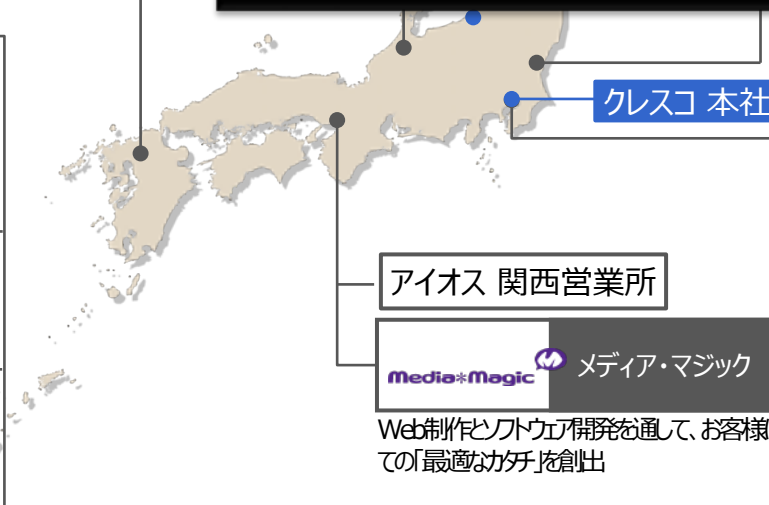 クレスコ 本社
アイオス 関西営業所
Media*Magic メディア・マジック
Web制作とソフトウェア開発を通して、お客様に
ての「最適なカタチ」を創出